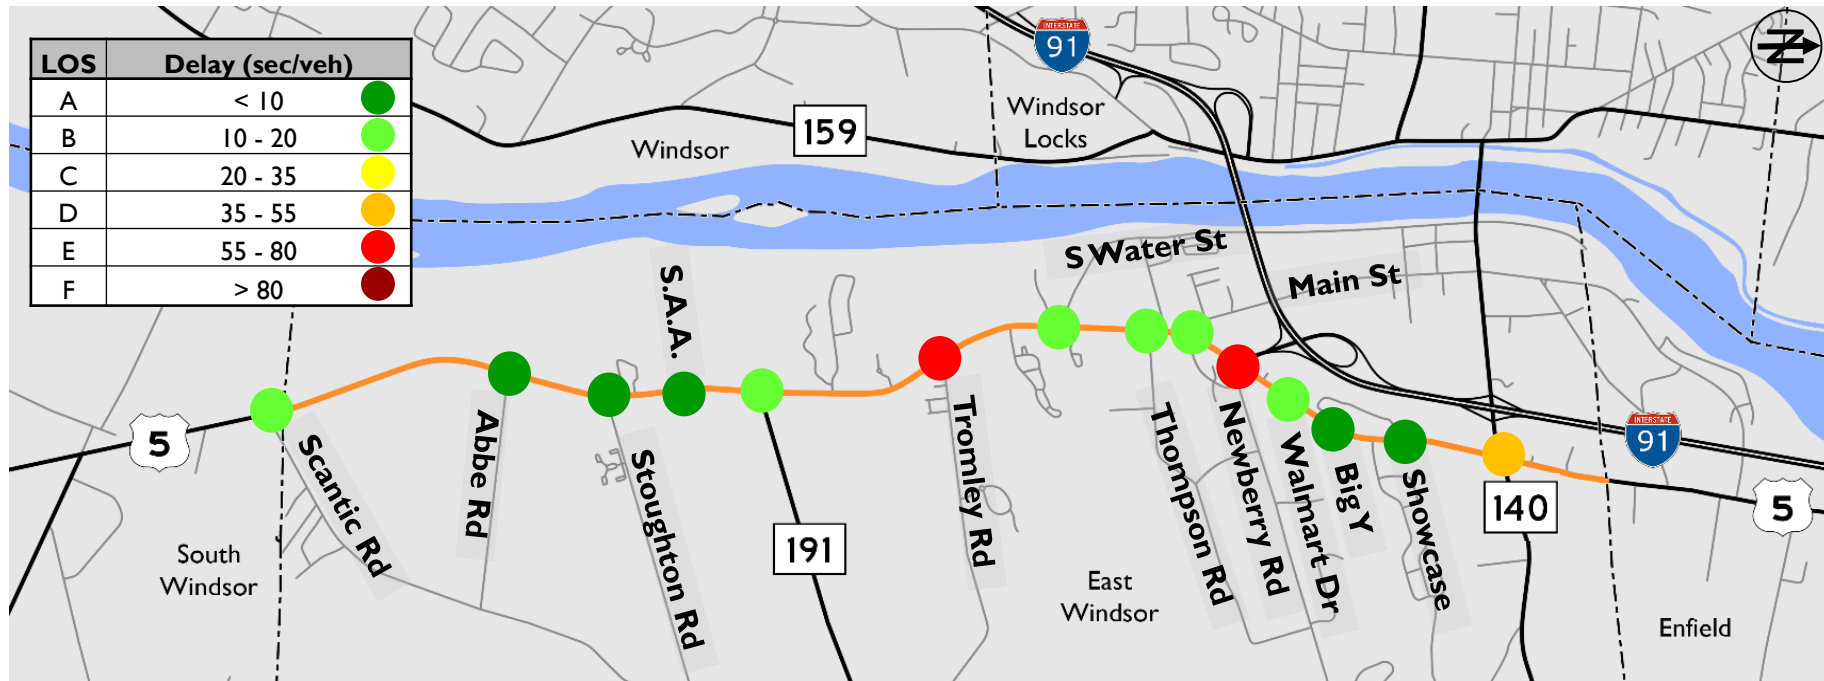 LOS Delay (sec/veh)
A < 10
B 10 - 20
C 20 - 35
D 35 - 55
E 55 - 80
F > 80
INTERSTATE
91
N
Windsor
Locks
159
Windsor
S Water St
Main St
S.A.A.
5
Scantic Rd
Abbe Rd
Stoughton Rd
191
Tromley Rd
Thompson Rd
Newberry Rd
Walmart Dr
Big Y
Showcase
140
INTERSTATE
91
5
South
Windsor
East
Windsor
Enfield